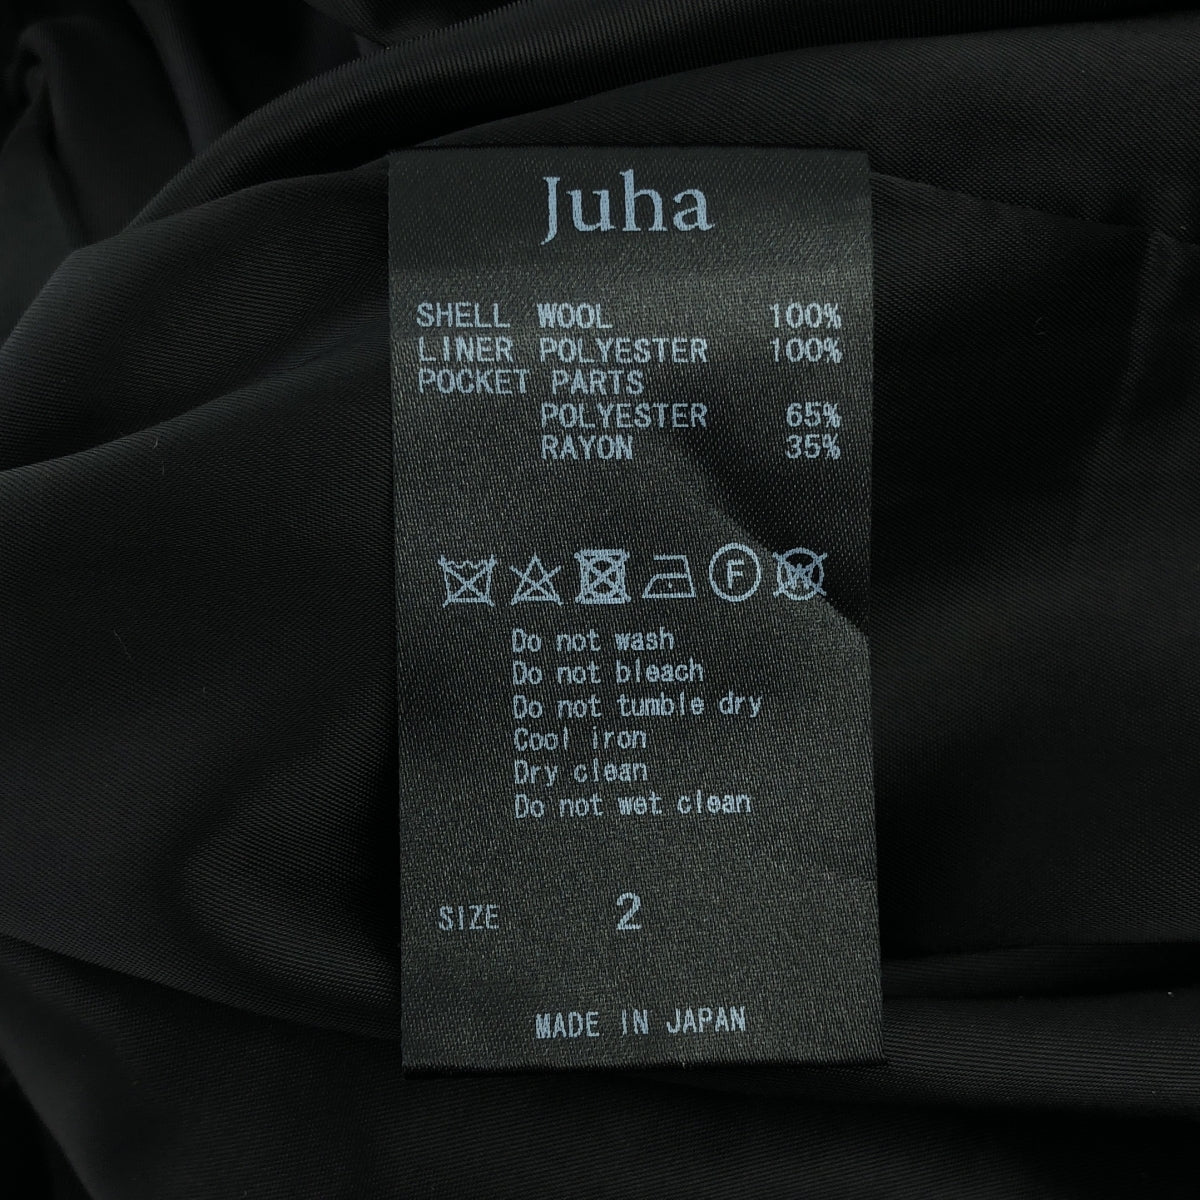 Juha
SHELL WOOL 100%
LINER POLYESTER 100%
POCKET PARTS
POLYESTER 65%
RAYON 35%
F W
Do not wash
Do not bleach
Do not tumble dry
Cool iron
Dry clean
Do not wet clean
SIZE 2
MADE IN JAPAN